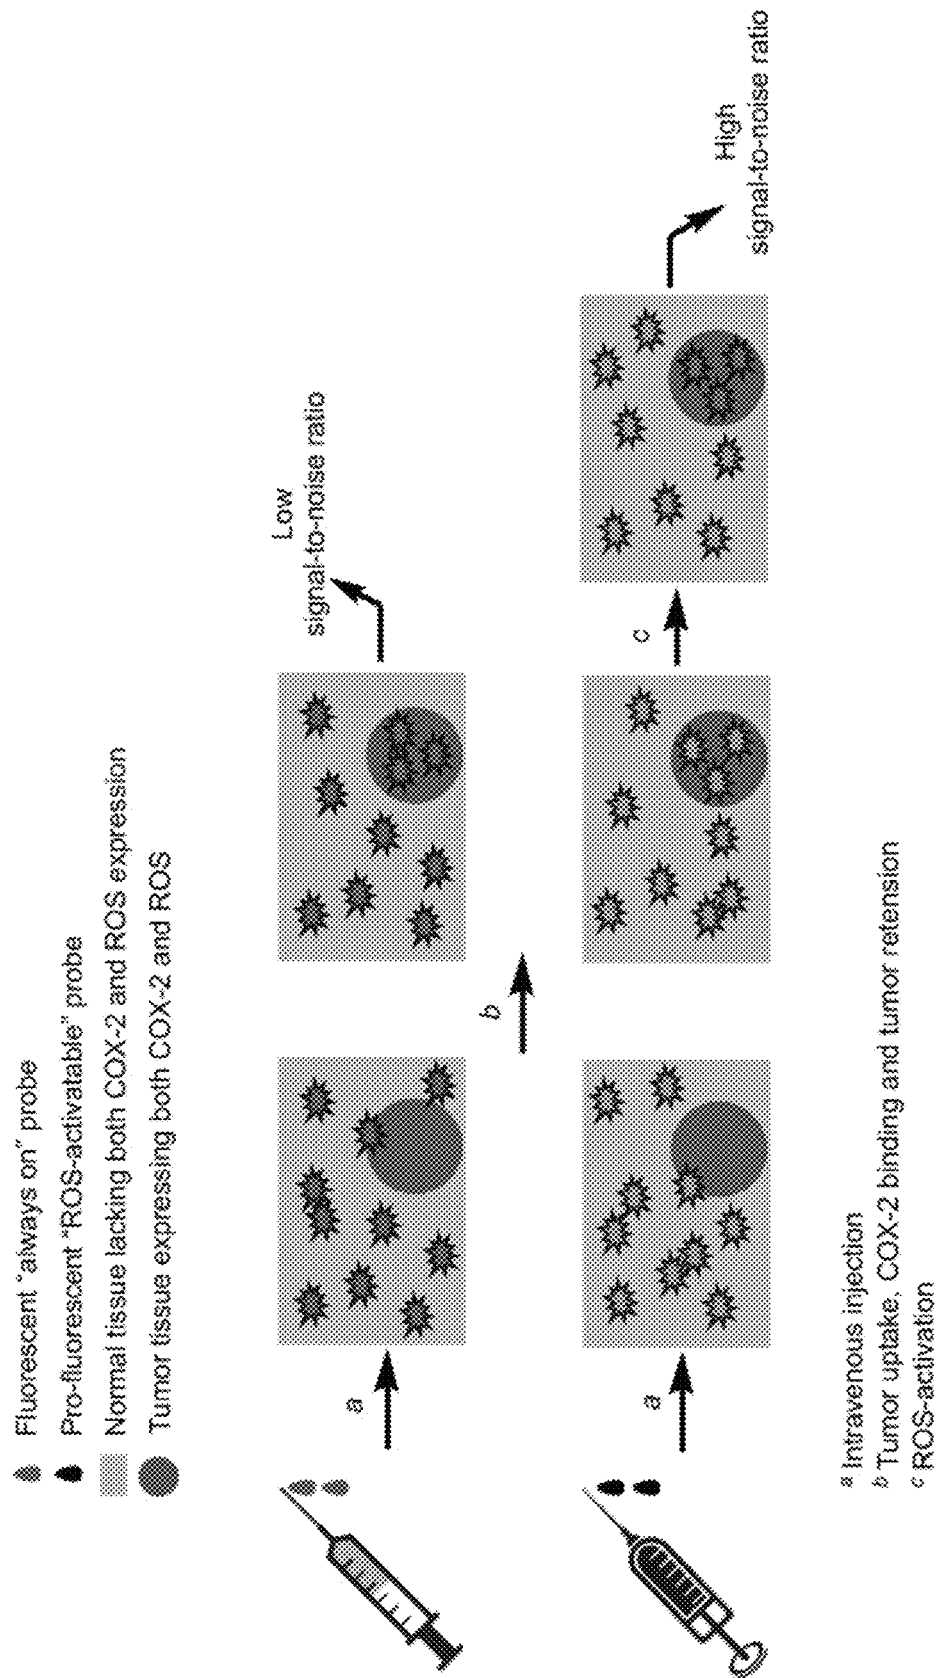 Fluorescent "always on" probe
Pro-fluorescent "ROS-activatable" probe
Normal tissue lacking both COX-2 and ROS expression
Tumor tissue expressing both COX-2 and ROS
a
b
Low
signal-to-noise ratio
a
c
High
signal-to-noise ratio
a Intravenous injection
b Tumor uptake, COX-2 binding and tumor retension
c ROS-activation